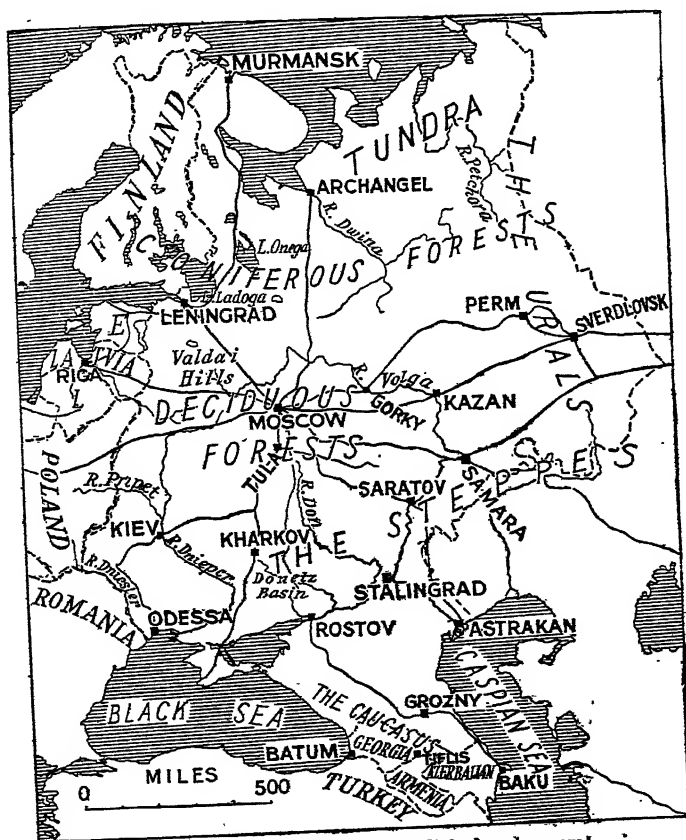 MURMANSK
TUNDRA
FINLAND
R. Petchora
THE
ARCHANGEL
R. Dwina
FORESTS
L. Onega
CONIFEROUS
L. Ladoga
LENINGRAD
PERM
URALS
SVERDLOVSK
E
LATVIA
RIGA
L
Valdai
Hills
R. Volga
DECIDUOUS
GORKY
KAZAN
MOSCOW
FORESTS
TULA
POLAND
R. Pripet
SARATOV
SAMARA
THE STEPPES
R. Don
KIEV
R. Dnieper
KHARKOV
Donetz
Basin
R. Dniester
STALINGRAD
ROMANIA
ODESSA
ROSTOV
ASTRAKAN
CASPIAN SEA
BLACK SEA
THE CAUCASUS
GROZNY
GEORGIA
TIFLIS
BATUM
AZERBAIJAN
ARMENIA
BAKU
TURKEY
MILES
0 500